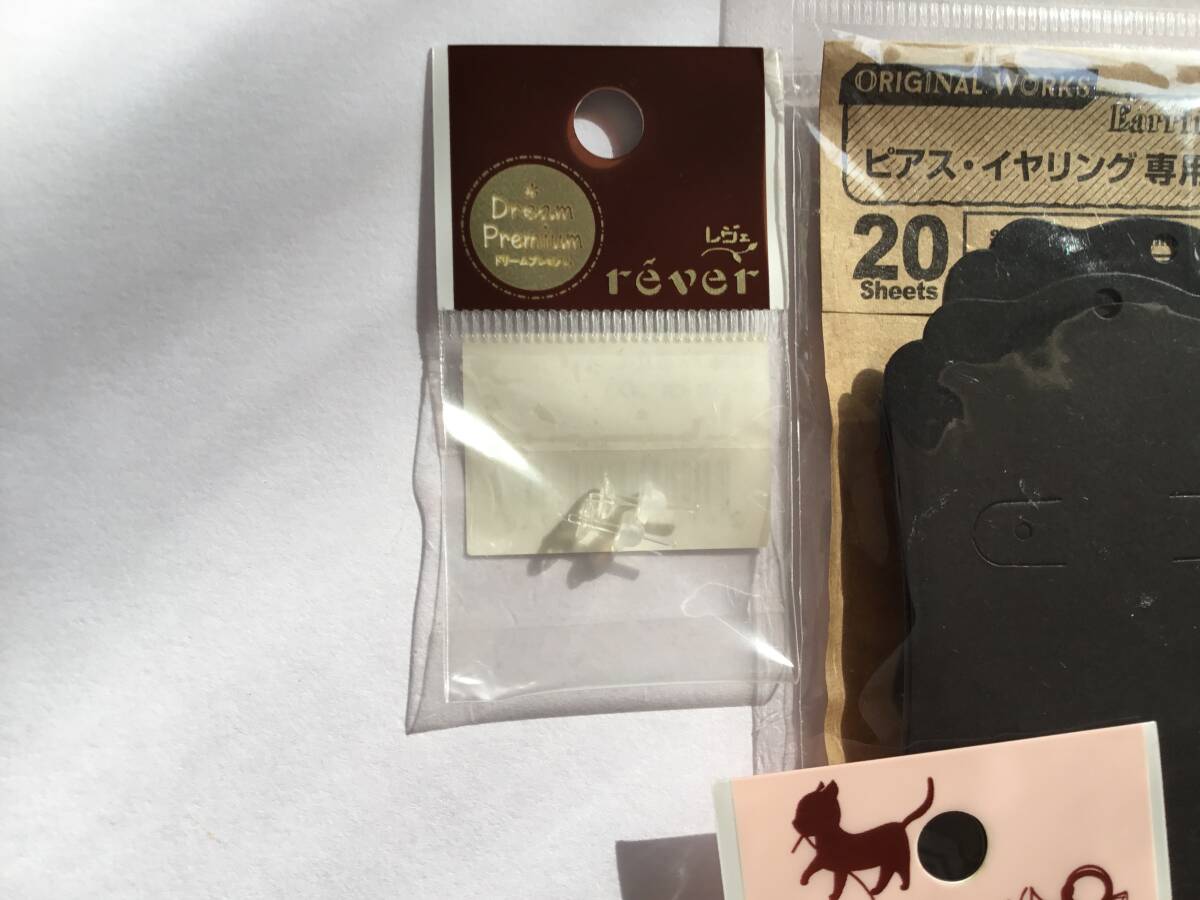 Dream
Premium
ドリームプレミアム
レヴェ
rêver
ORIGINAL WORKS
ピアス・イヤリング 専用
20
Sheets